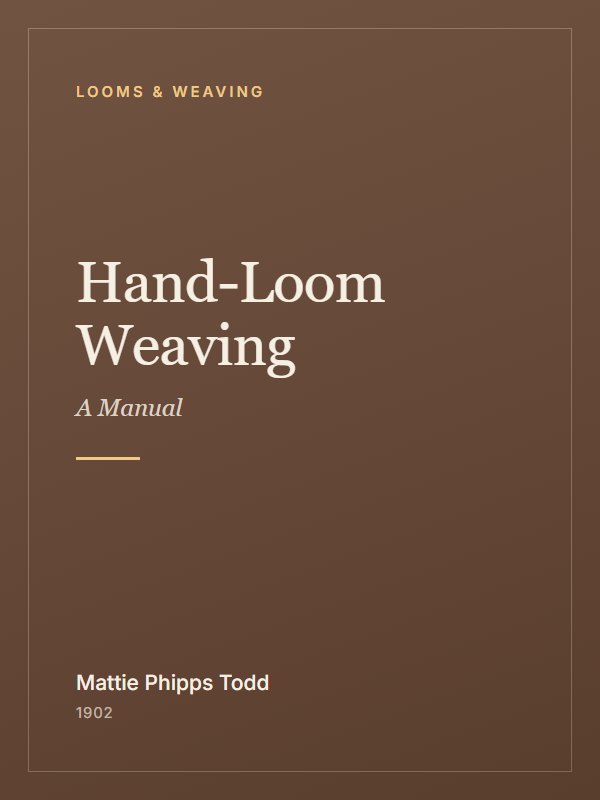 LOOMS & WEAVING
Hand-Loom
Weaving
A Manual
Mattie Phipps Todd
1902